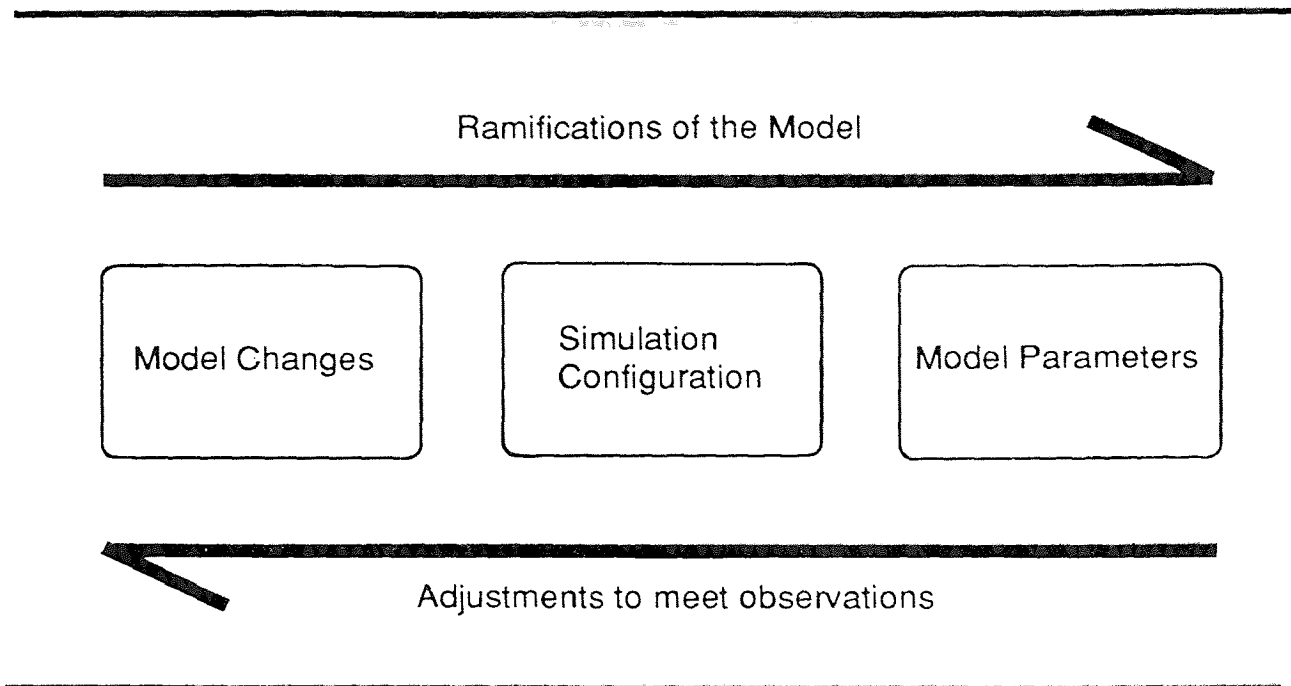 Ramifications of the Model
Model Changes
Simulation
Configuration
Model Parameters
Adjustments to meet observations